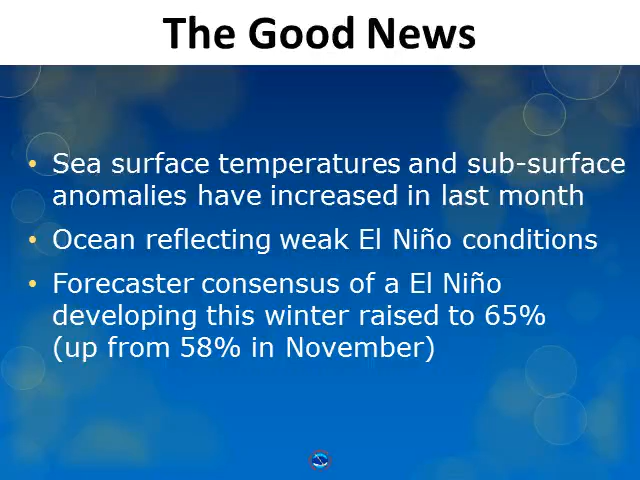 The Good News
• Sea surface temperatures and sub-surface
anomalies have increased in last month
• Ocean reflecting weak El Niño conditions
• Forecaster consensus of a El Niño
developing this winter raised to 65%
(up from 58% in November)